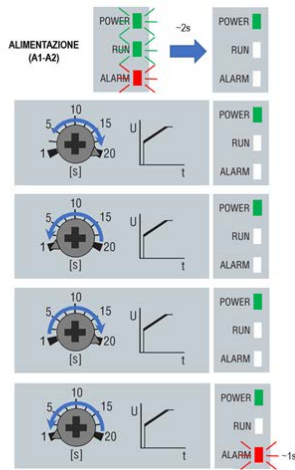 POWER
RUN
ALARM
ALIMENTAZIONE
(A1-A2)
~2s
POWER
RUN
ALARM
10
5
15
1
20
[s]
U
t
POWER
RUN
ALARM
10
5
15
1
20
[s]
U
t
POWER
RUN
ALARM
10
5
15
1
20
[s]
U
t
POWER
RUN
ALARM
10
5
15
1
20
[s]
U
t
POWER
RUN
ALARM
~1s